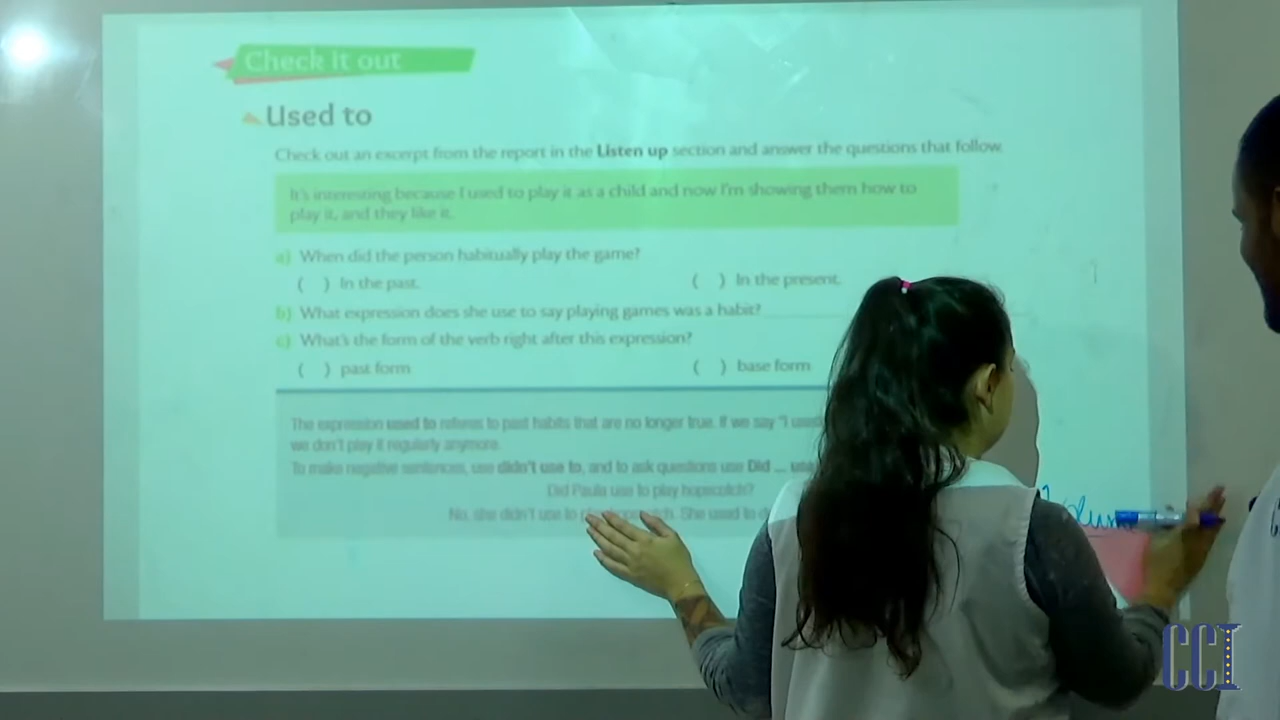 Check it out
Used to
Check out an excerpt from the report in the Listen up section and answer the questions that follow.
It's interesting because I used to play it as a child and now I'm showing them how to
play it, and they like it.
a) When did the person habitually play the game?
( ) In the past. ( ) In the present.
b) What expression does she use to say playing games was a habit?
c) What's the form of the verb right after this expression?
( ) past form ( ) base form
The expression used to referes to past habits that are no longer true. If we say "I used
we don't play it regularly anymore.
To make negative sentences, use didn't use to, and to ask questions use Did ...
Did Paula use to play hopscotch?
No, she didn't use to She used to
CCI